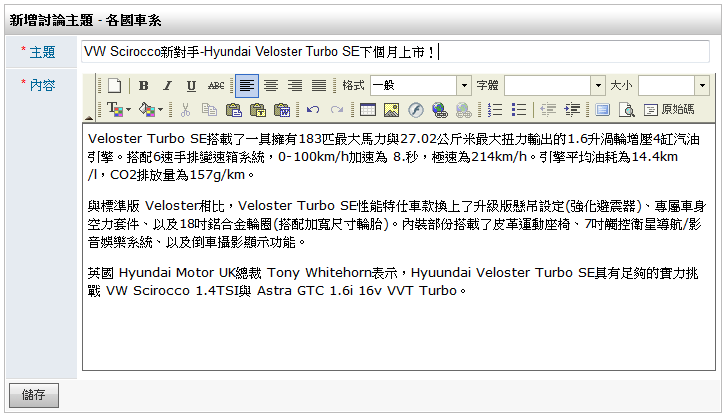 新增討論主題 - 各國車系
* 主題
VW Scirocco新對手-Hyundai Veloster Turbo SE下個月上市！
* 內容
B I U ABC 格式 一般 字體 大小
原始碼
Veloster Turbo SE搭載了一具擁有183匹最大馬力與27.02公斤米最大扭力輸出的1.6升渦輪增壓4缸汽油
引擎。搭配6速手排變速箱系統，0-100km/h加速為 8.秒，極速為214km/h。引擎平均油耗為14.4km
/l，CO2排放量為157g/km。
與標準版 Veloster相比，Veloster Turbo SE性能特仕車款換上了升級版懸吊設定(強化避震器)、專屬車身
空力套件、以及18吋鋁合金輪圈(搭配加寬尺寸輪胎)。內裝部份搭載了皮革運動座椅、7吋觸控衛星導航/影
音娛樂系統、以及倒車攝影顯示功能。
英國 Hyundai Motor UK總裁 Tony Whitehorn表示，Hyuundai Veloster Turbo SE具有足夠的實力挑
戰 VW Scirocco 1.4TSI與 Astra GTC 1.6i 16v VVT Turbo。
儲存